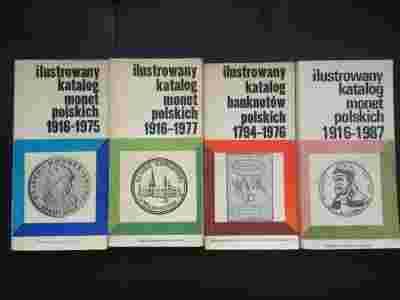 ilustrowany
katalog
monet
polskich
1916-1975
ilustrowany
katalog
monet
polskich
1916-1977
ilustrowany
katalog
banknotów
polskich
1794-1976
ilustrowany
katalog
monet
polskich
1916-1987